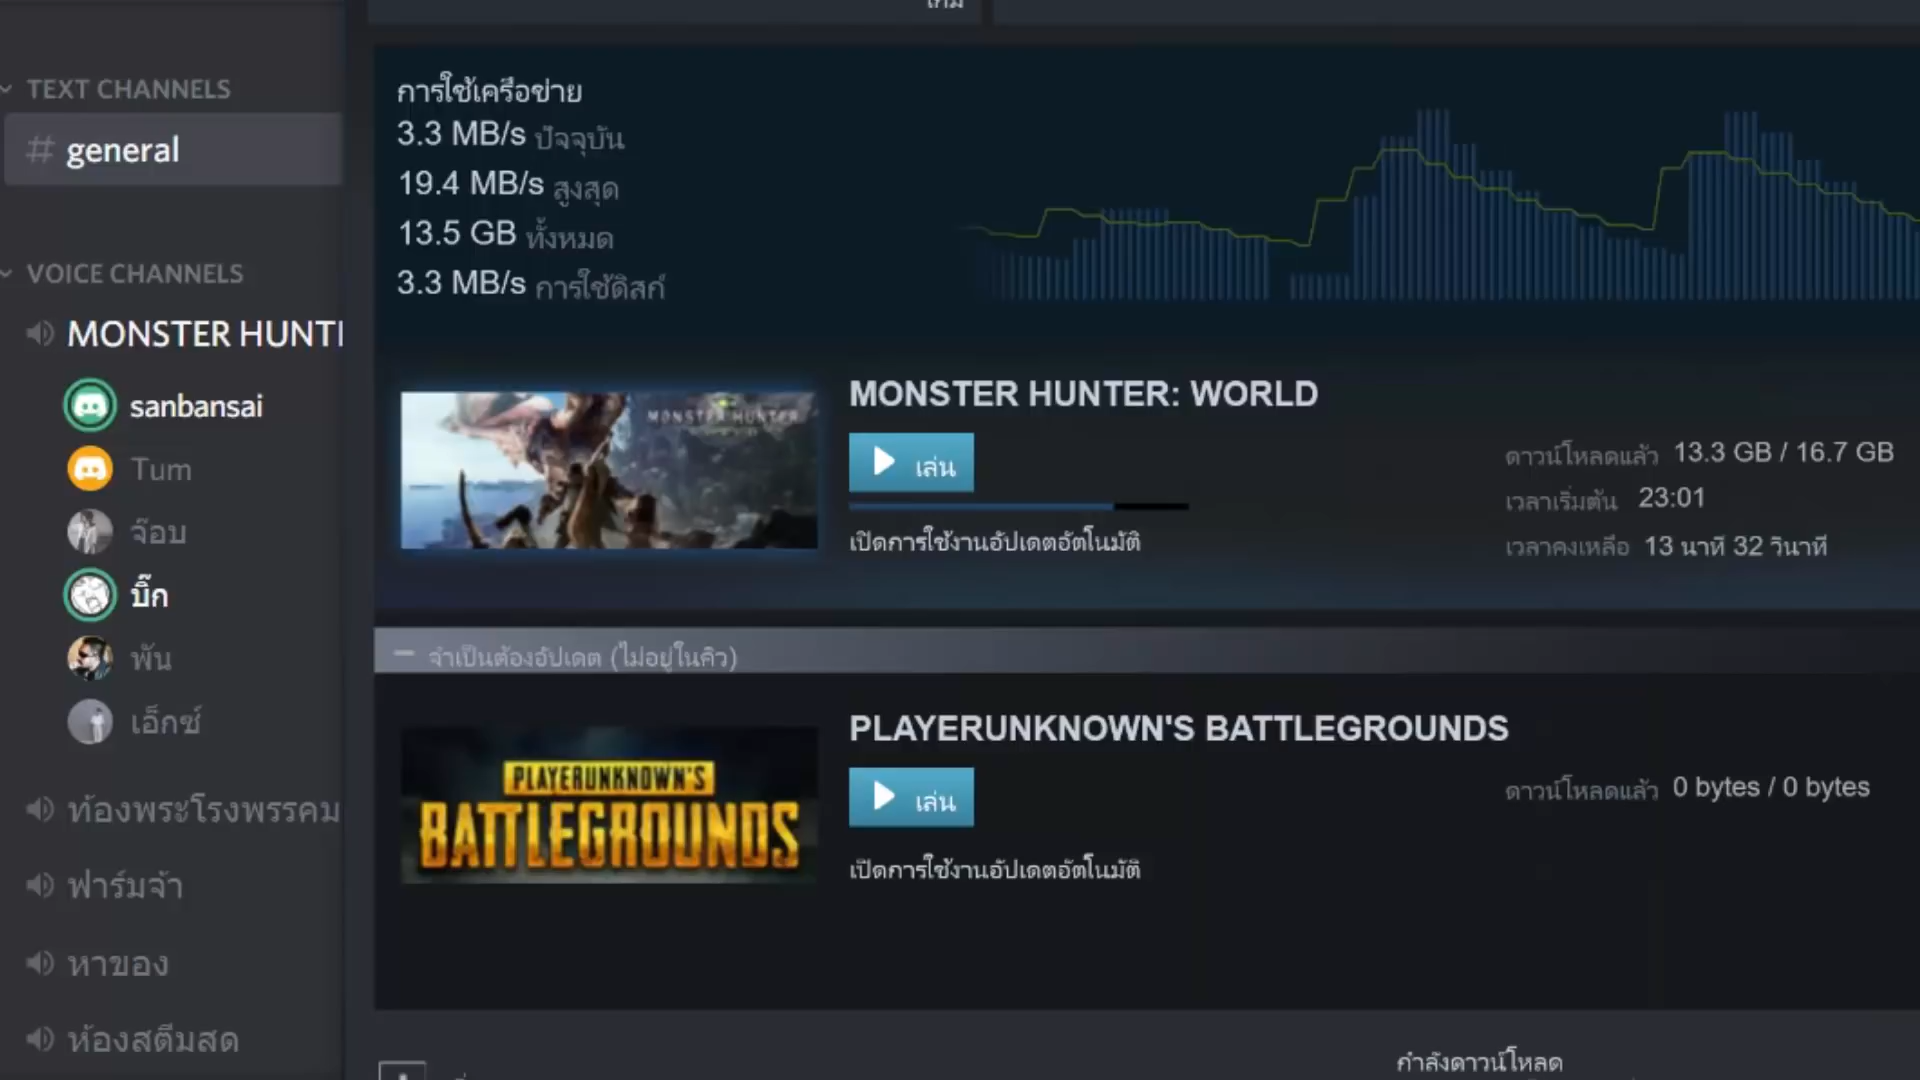 TEXT CHANNELS
# general
VOICE CHANNELS
MONSTER HUNT
sanbansai
Tum
จ๊อบ
บิ๊ก
พัน
เอ็กซ์
ท้องพระโรงพรรคม
ฟาร์มจ้า
หาของ
ห้องสตีมสด
เกม
การใช้เครือข่าย
3.3 MB/s ปัจจุบัน
19.4 MB/s สูงสุด
13.5 GB ทั้งหมด
3.3 MB/s การใช้ดิสก์
MONSTER HUNTER
MONSTER HUNTER: WORLD
เล่น
เปิดการใช้งานอัปเดตอัตโนมัติ
ดาวน์โหลดแล้ว 13.3 GB / 16.7 GB
เวลาเริ่มต้น 23:01
เวลาคงเหลือ 13 นาที 32 วินาที
จำเป็นต้องอัปเดต (ไม่อยู่ในคิว)
PLAYERUNKNOWN'S
BATTLEGROUNDS
PLAYERUNKNOWN'S BATTLEGROUNDS
เล่น
เปิดการใช้งานอัปเดตอัตโนมัติ
ดาวน์โหลดแล้ว 0 bytes / 0 bytes
กำลังดาวน์โหลด